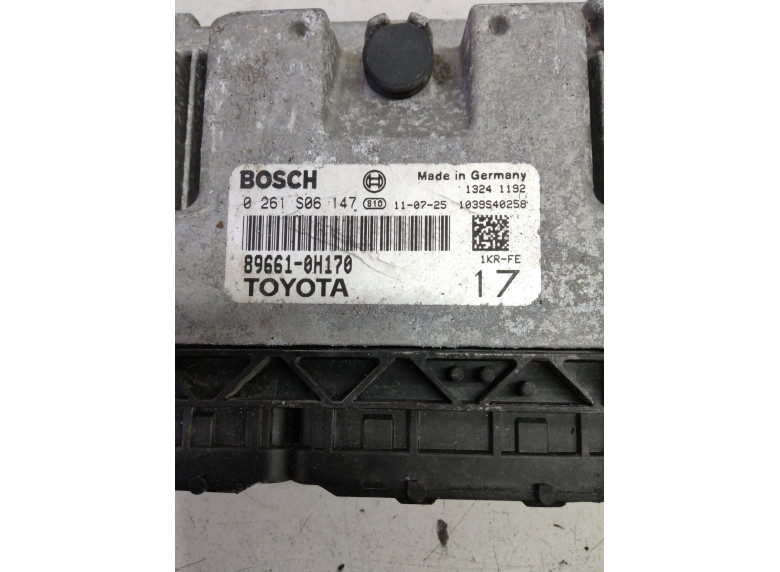 BOSCH Made in Germany
1324 1192
0 261 S06 147 S10 11-07-25 1039S40258
89661-0H170 1KR-FE
TOYOTA 17